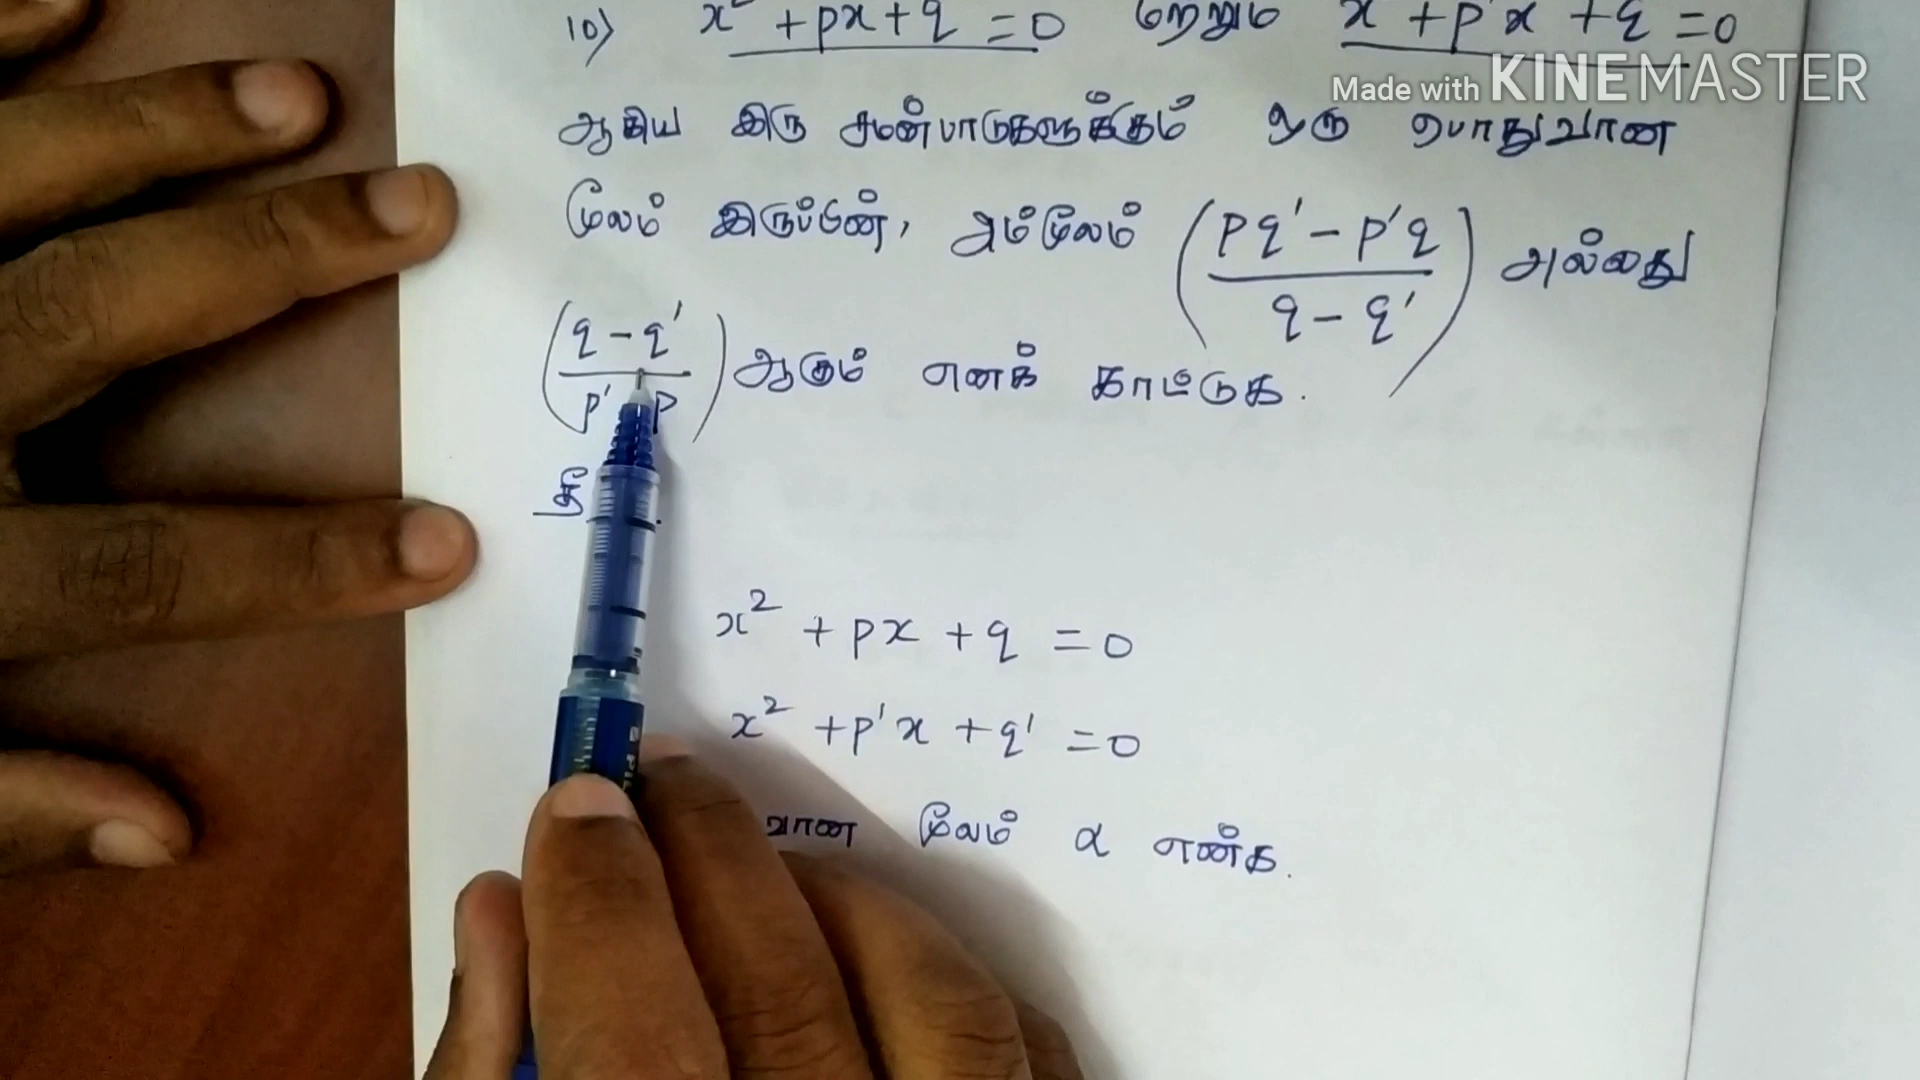 10) x² + px + q = 0 மற்றும் x + p'x + q = 0
Made with KINEMASTER
ஆகிய இரு சமன்பாடுகளுக்கும் ஒரு பொதுவான
மூலம் இருப்பின், அம்மூலம் (pq' - p'q / q - q') அல்லது
(q - q' / p' p) ஆகும் எனக் காட்டுக.
தீ
x² + px + q = 0
x² + p'x + q' = 0
வான மூலம் α என்க.